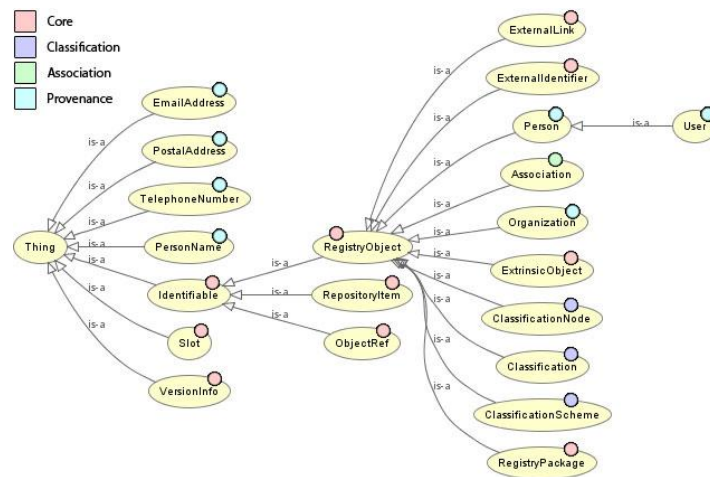 Core
Classification
Association
Provenance
EmailAddress
is-a
PostalAddress
is-a
TelephoneNumber
is-a
Thing
is-a
PersonName
is-a
Identifiable
is-a
Slot
is-a
VersionInfo
is-a
RegistryObject
is-a
RepositoryItem
is-a
ObjectRef
is-a
ExternalLink
is-a
ExternalIdentifier
is-a
Person
is-a
User
is-a
Association
is-a
Organization
is-a
ExtrinsicObject
is-a
ClassificationNode
is-a
Classification
is-a
ClassificationScheme
is-a
RegistryPackage
is-a